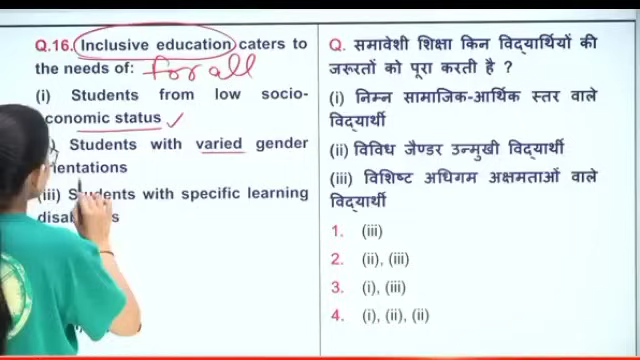 Q.16. Inclusive education caters to
the needs of: for all
(i) Students from low socio-
economic status ✓
Students with varied gender
orientations
(iii) Students with specific learning
Q. समावेशी शिक्षा किन विद्यार्थियों की
जरूरतों को पूरा करती है ?
(i) निम्न सामाजिक-आर्थिक स्तर वाले
विद्यार्थी
(ii) विविध जैण्डर उन्मुखी विद्यार्थी
(iii) विशिष्ट अधिगम अक्षमताओं वाले
विद्यार्थी
1. (iii)
2. (ii), (iii)
3. (i), (iii)
4. (i), (ii), (ii)